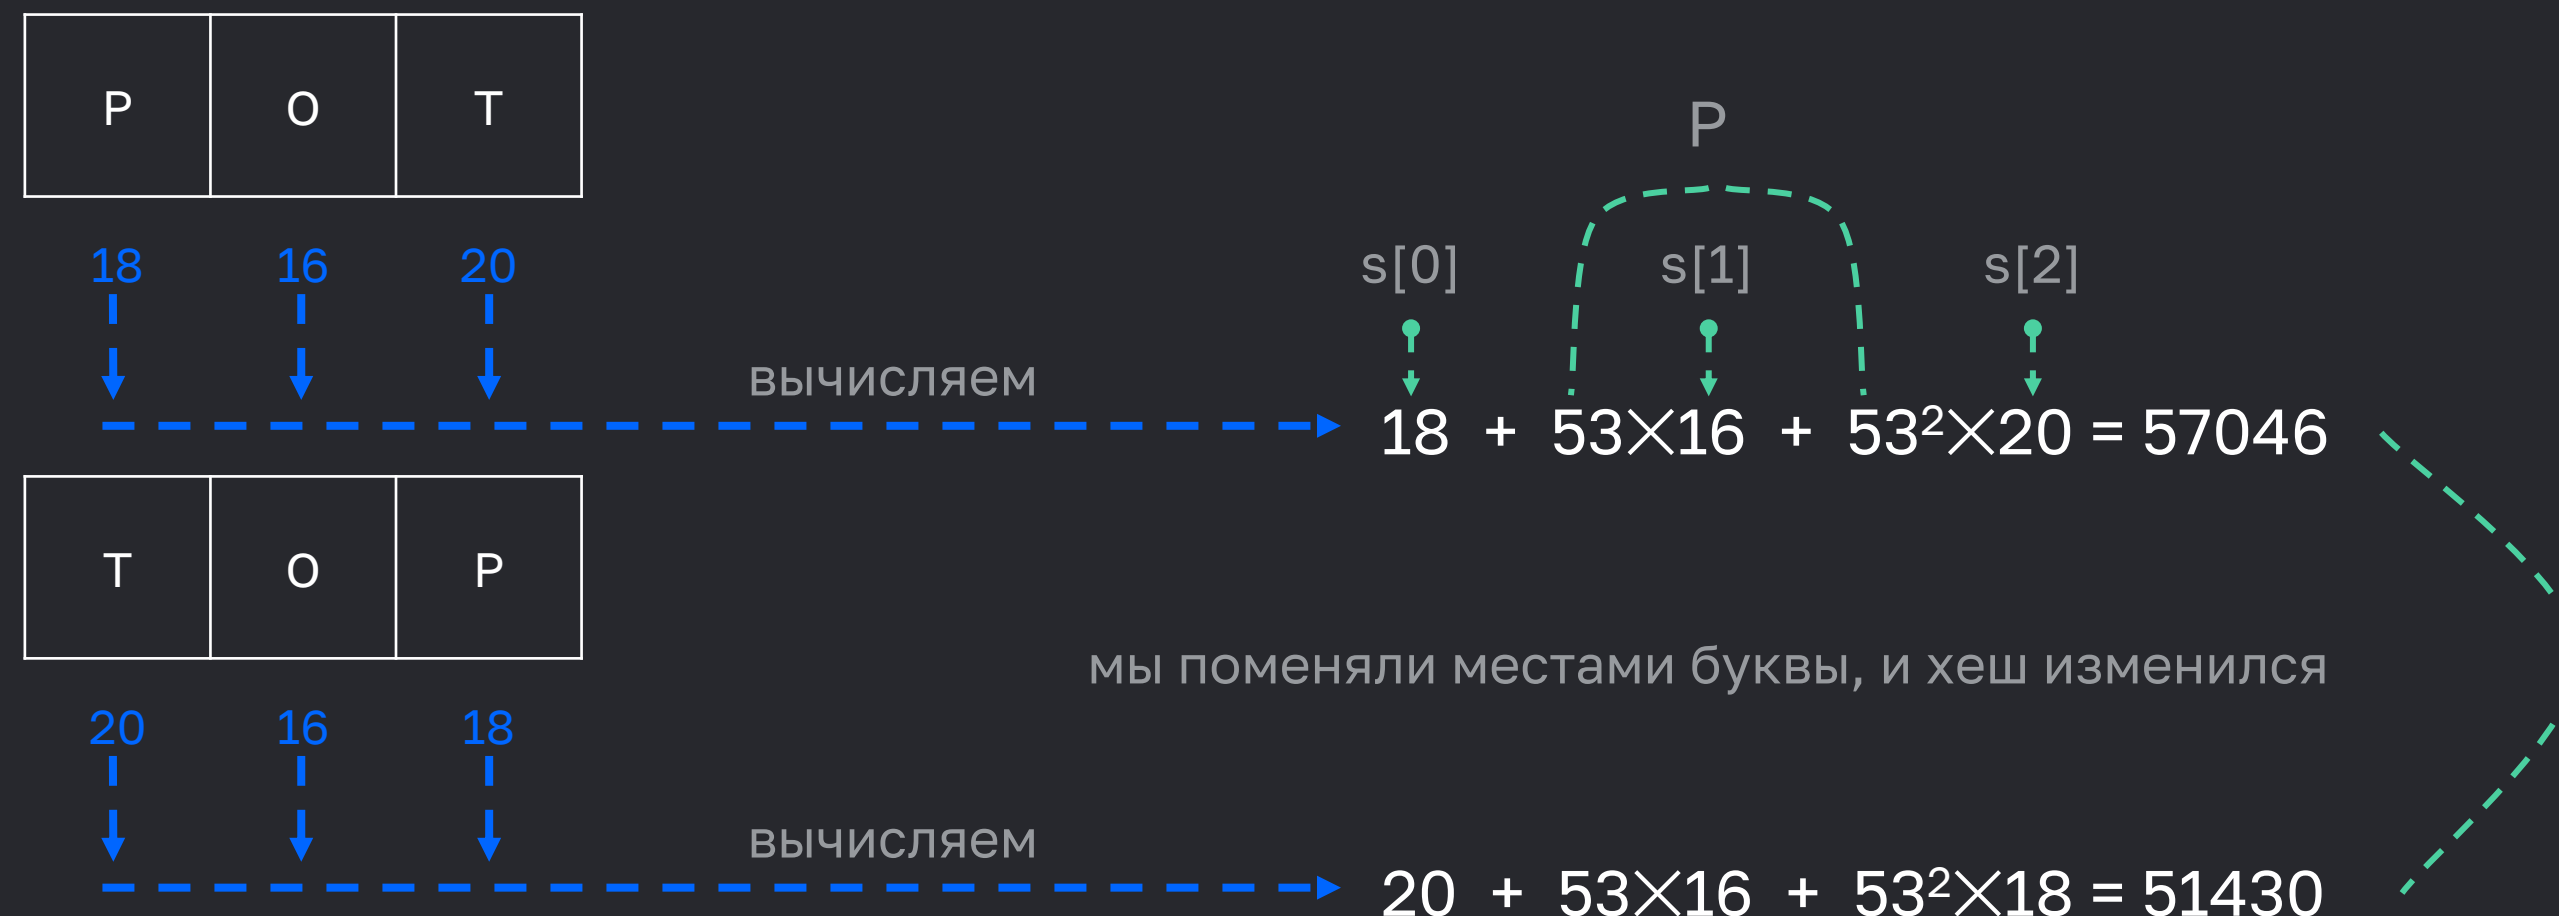 Р О Т
P
18 16 20
s[0] s[1] s[2]
вычисляем
18 + 53×16 + 53²×20 = 57046
Т О Р
мы поменяли местами буквы, и хеш изменился
20 16 18
вычисляем
20 + 53×16 + 53²×18 = 51430